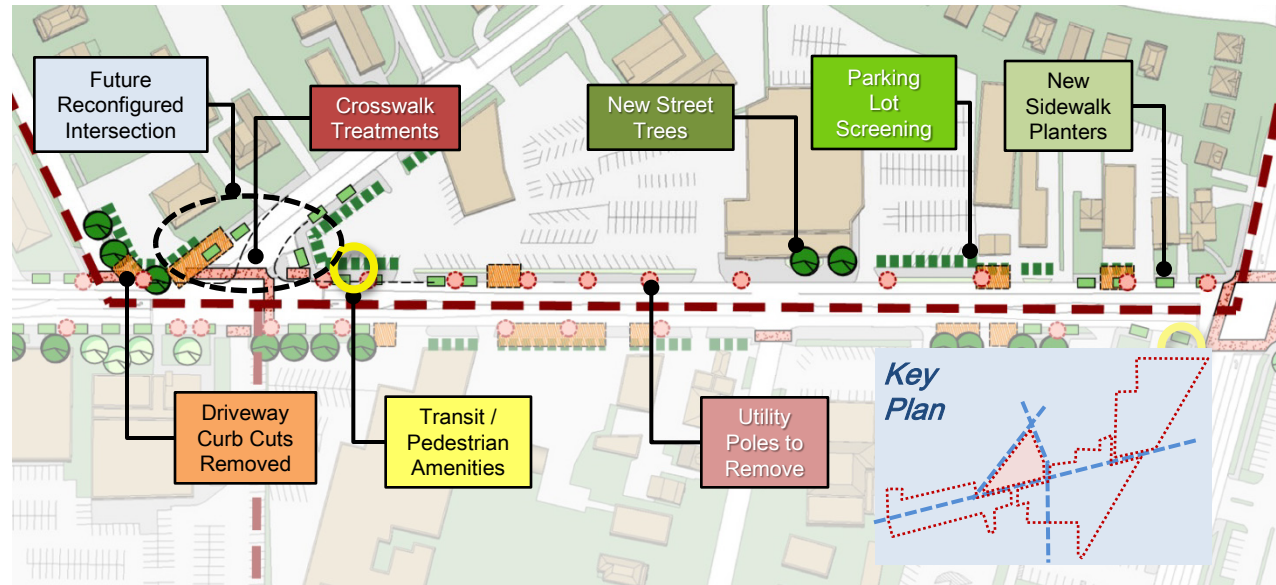 Future
Reconfigured
Intersection
Crosswalk
Treatments
New Street
Trees
Parking
Lot
Screening
New
Sidewalk
Planters
Driveway
Curb Cuts
Removed
Transit /
Pedestrian
Amenities
Utility
Poles to
Remove
Key
Plan